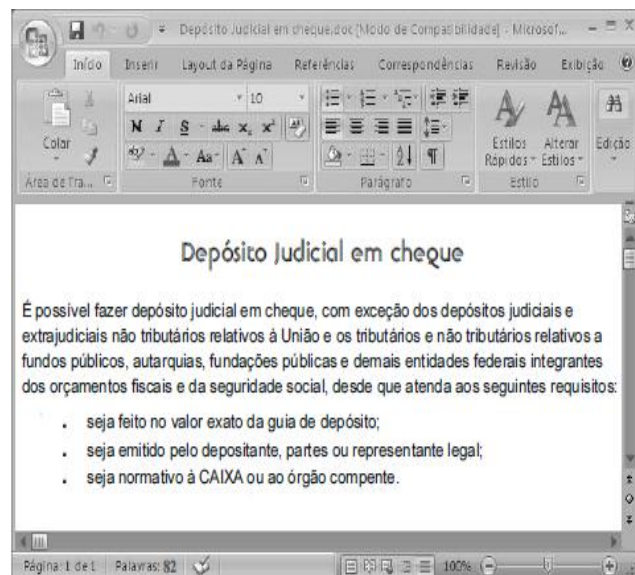 Depósito Judicial em cheque.doc [Modo de Compatibilidade] - Microsof...
Início Inserir Layout da Página Referências Correspondências Revisão Exibição
Colar
Arial 10
N I S abc x₂ x²
Aa A A
Estilos Rápidos
Alterar Estilos
Edição
Área de Tra... Fonte Parágrafo Estilo
Depósito Judicial em cheque
É possível fazer depósito judicial em cheque, com exceção dos depósitos judiciais e
extrajudiciais não tributários relativos à União e os tributários e não tributários relativos a
fundos públicos, autarquias, fundações públicas e demais entidades federais integrantes
dos orçamentos fiscais e da seguridade social, desde que atenda aos seguintes requisitos:
. seja feito no valor exato da guia de depósito;
. seja emitido pelo depositante, partes ou representante legal;
. seja normativo à CAIXA ou ao órgão compente.
Página: 1 de 1 Palavras: 82 100%